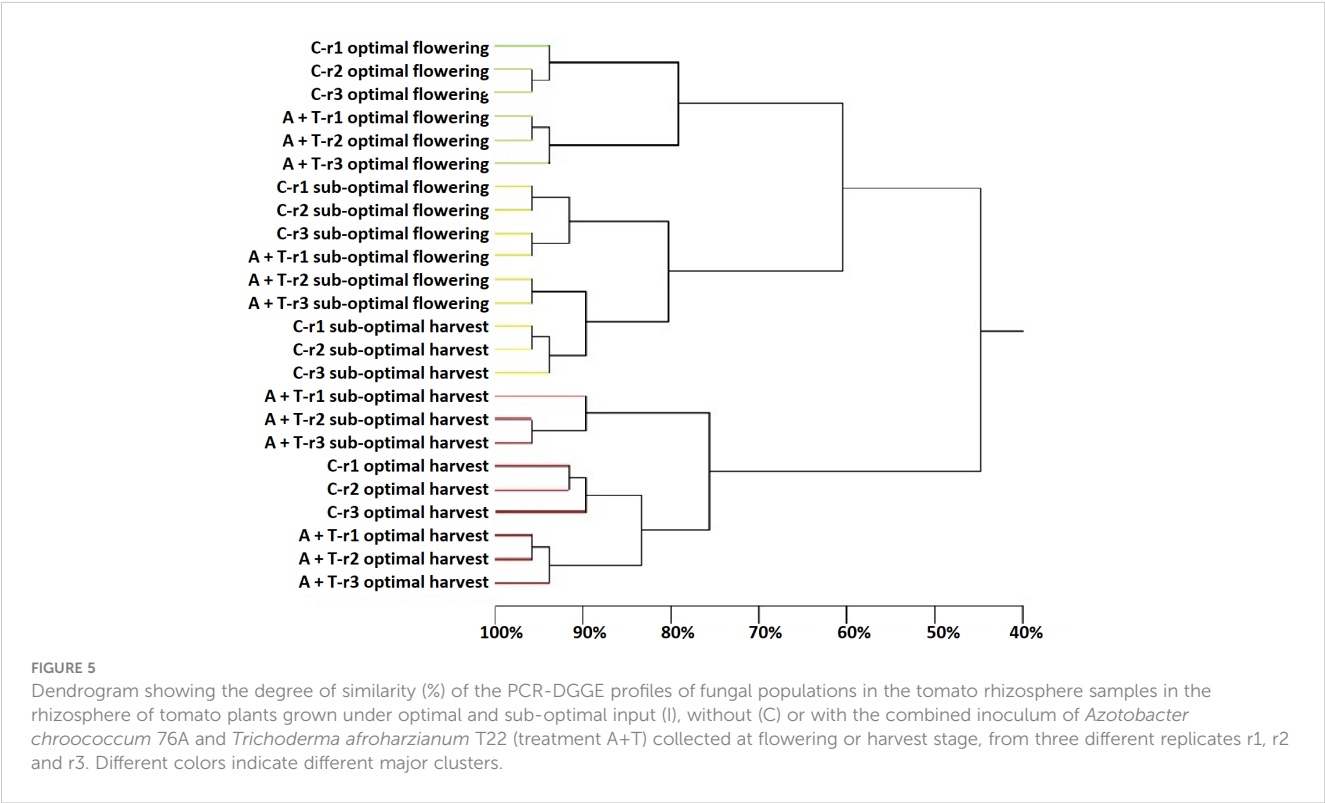 C-r1 optimal flowering
C-r2 optimal flowering
C-r3 optimal flowering
A + T-r1 optimal flowering
A + T-r2 optimal flowering
A + T-r3 optimal flowering
C-r1 sub-optimal flowering
C-r2 sub-optimal flowering
C-r3 sub-optimal flowering
A + T-r1 sub-optimal flowering
A + T-r2 sub-optimal flowering
A + T-r3 sub-optimal flowering
C-r1 sub-optimal harvest
C-r2 sub-optimal harvest
C-r3 sub-optimal harvest
A + T-r1 sub-optimal harvest
A + T-r2 sub-optimal harvest
A + T-r3 sub-optimal harvest
C-r1 optimal harvest
C-r2 optimal harvest
C-r3 optimal harvest
A + T-r1 optimal harvest
A + T-r2 optimal harvest
A + T-r3 optimal harvest
100% 90% 80% 70% 60% 50% 40%
FIGURE 5
Dendrogram showing the degree of similarity (%) of the PCR-DGGE profiles of fungal populations in the tomato rhizosphere samples in the
rhizosphere of tomato plants grown under optimal and sub-optimal input (I), without (C) or with the combined inoculum of Azotobacter
chroococcum 76A and Trichoderma afroharzianum T22 (treatment A+T) collected at flowering or harvest stage, from three different replicates r1, r2
and r3. Different colors indicate different major clusters.